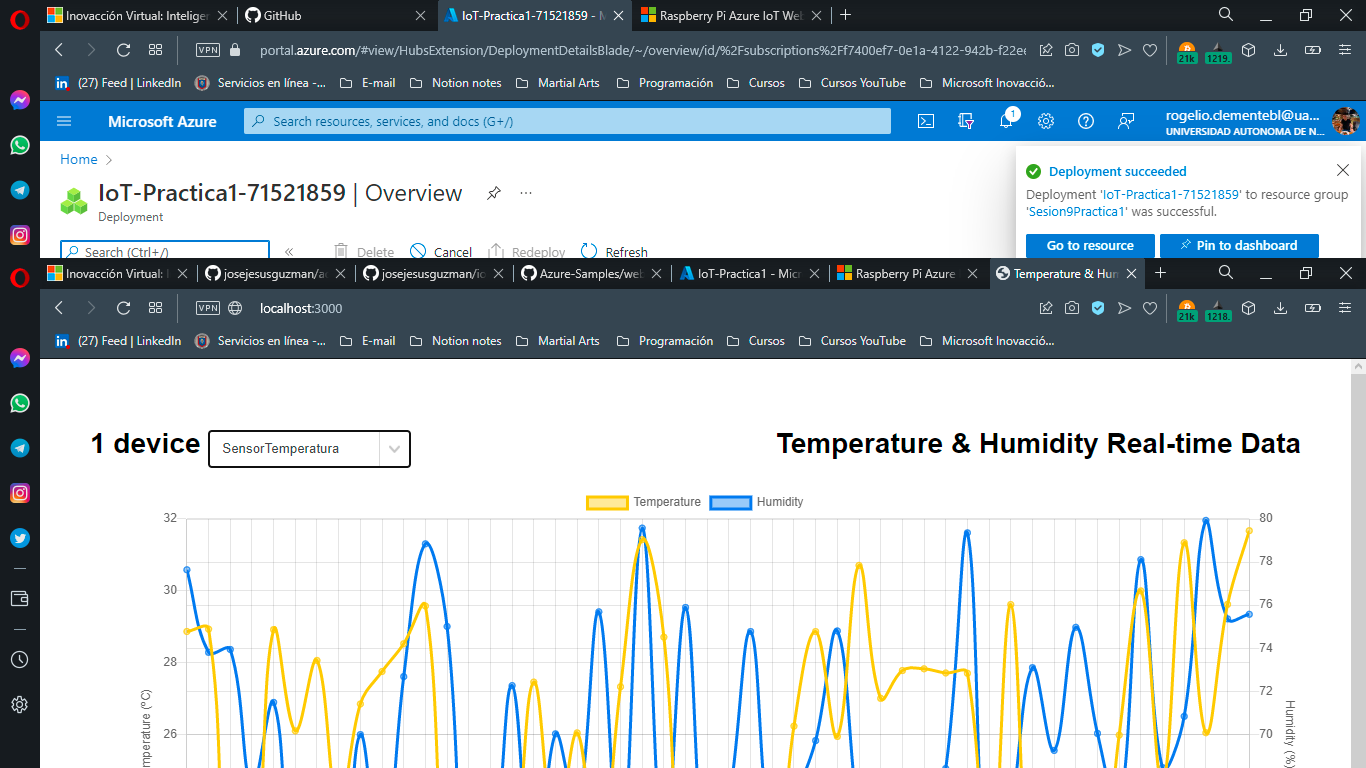 Inovacción Virtual: Inteliger
GitHub
IoT-Practica1-71521859 - M
Raspberry Pi Azure IoT Web
VPN
portal.azure.com/#view/HubsExtension/DeploymentDetailsBlade/~/overview/id/%2Fsubscriptions%2Ff7400ef7-0e1a-4122-942b-f22ee
21k
1219.
(27) Feed | LinkedIn
Servicios en línea -...
E-mail
Notion notes
Martial Arts
Programación
Cursos
Cursos YouTube
Microsoft Inovacció...
Microsoft Azure
Search resources, services, and docs (G+/)
1
rogelio.dementebl@ua...
UNIVERSIDAD AUTONOMA DE N...
Home
IoT-Practica1-71521859 | Overview
Deployment
Search (Ctrl+/)
Delete
Cancel
Redeploy
Refresh
Deployment succeeded
Deployment 'IoT-Practica1-71521859' to resource group
'Sesion9Practica1' was successful.
Go to resource
Pin to dashboard
Inovacción Virtual: I
josejesusguzman/a
josejesusguzman/io
Azure-Samples/web
IoT-Practica1 - Micr
Raspberry Pi Azure
Temperature & Hum
VPN
localhost:3000
21k
1218.
(27) Feed | LinkedIn
Servicios en línea -...
E-mail
Notion notes
Martial Arts
Programación
Cursos
Cursos YouTube
Microsoft Inovacció...
1 device
SensorTemperatura
Temperature & Humidity Real-time Data
Temperature
Humidity
32
30
28
26
mperature (ºC)
80
78
76
74
72
70
Humidity (%)